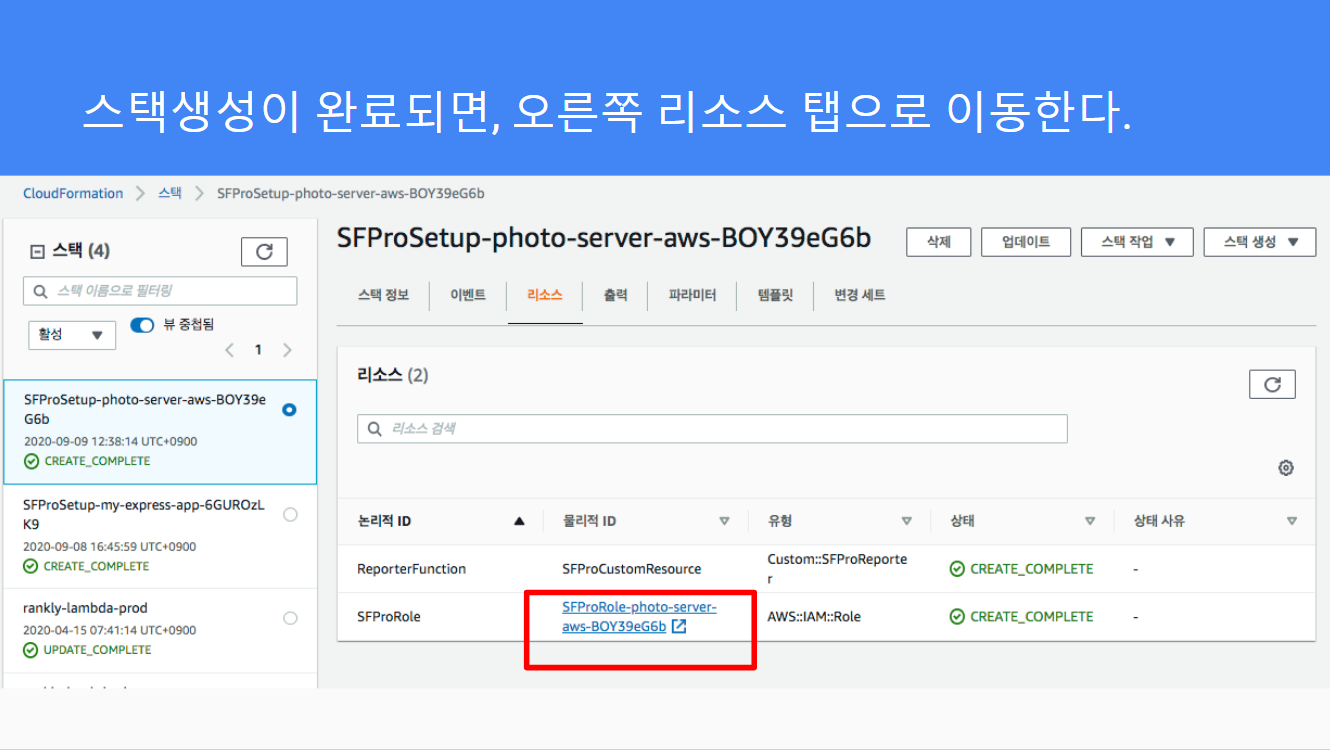 스택생성이 완료되면, 오른쪽 리소스 탭으로 이동한다.
CloudFormation > 스택 > SFProSetup-photo-server-aws-BOY39eG6b
스택 (4)
스택 이름으로 필터링
활성
뷰 중첩됨
1
SFProSetup-photo-server-aws-BOY39e
G6b
2020-09-09 12:38:14 UTC+0900
CREATE_COMPLETE
SFProSetup-my-express-app-6GUROzL
K9
2020-09-08 16:45:59 UTC+0900
CREATE_COMPLETE
rankly-lambda-prod
2020-04-15 07:41:14 UTC+0900
UPDATE_COMPLETE
SFProSetup-photo-server-aws-BOY39eG6b
삭제 업데이트 스택 작업 스택 생성
스택 정보 이벤트 리소스 출력 파라미터 템플릿 변경 세트
리소스 (2)
리소스 검색
논리적 ID 물리적 ID 유형 상태 상태 사유
ReporterFunction SFProCustomResource Custom::SFProReporte
r
CREATE_COMPLETE -
SFProRole SFProRole-photo-server-
aws-BOY39eG6b
AWS::IAM::Role CREATE_COMPLETE -